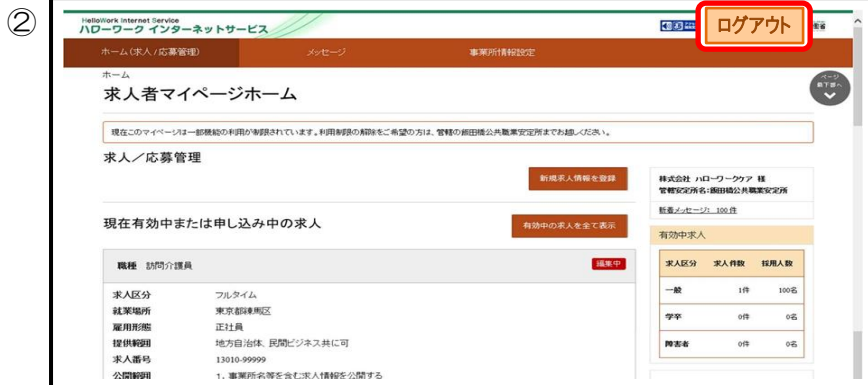 ②
HelloWork Internet Service
ハローワーク インターネットサービス
ログアウト
ホーム(求人/応募管理)
メッセージ
事業所情報設定
ホーム
求人者マイページホーム
ページ
最下部へ
現在このマイページは一部機能の利用が制限されています。利用制限の解除をご希望の方は、管轄の飯田橋公共職業安定所までお越しください。
求人/応募管理
新規求人情報を登録
株式会社 ハローワークケア 様
管轄安定所名:飯田橋公共職業安定所
新着メッセージ: 100 件
現在有効中または申し込み中の求人
有効中の求人を全て表示
有効中求人
職種 訪問介護員
編集中
求人区分 求人件数 採用人数
一般 1件 100名
学卒 0件 0名
障害者 0件 0名
求人区分 フルタイム
就業場所 東京都練馬区
雇用形態 正社員
提供範囲 地方自治体、民間ビジネス共に可
求人番号 13010-99999
公開範囲 1. 事業所名等を含む求人情報を公開する